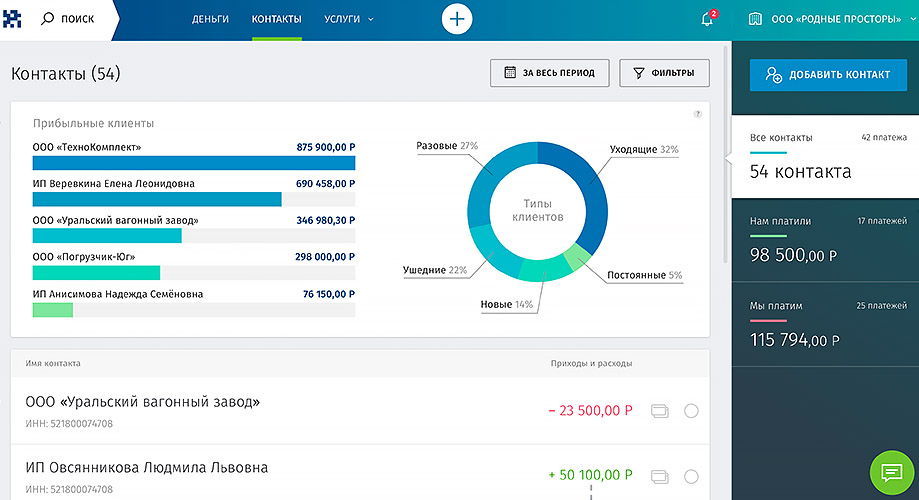 ПОИСК
ДЕНЬГИ
КОНТАКТЫ
УСЛУГИ
2
ООО «РОДНЫЕ ПРОСТОРЫ»
Контакты (54)
ЗА ВЕСЬ ПЕРИОД
ФИЛЬТРЫ
Прибыльные клиенты
?
ООО «ТехноКомплект» 875 900,00 Р
ИП Веревкина Елена Леонидовна 690 458,00 Р
ООО «Уральский вагонный завод» 346 980,30 Р
ООО «Погрузчик-Юг» 298 000,00 Р
ИП Анисимова Надежда Семёновна 76 150,00 Р
Разовые 27%
Уходящие 32%
Типы
клиентов
Ушедние 22%
Постоянные 5%
Новые 14%
Имя контакта
Приходы и расходы
ООО «Уральский вагонный завод»
ИНН: 521800074708
– 23 500,00 Р
ИП Овсянникова Людмила Львовна
ИНН: 521800074708
+ 50 100,00 Р
ДОБАВИТЬ КОНТАКТ
Все контакты 42 платежа
54 контакта
Нам платили 17 платежей
98 500,00 Р
Мы платим 25 платежей
115 794,00 Р